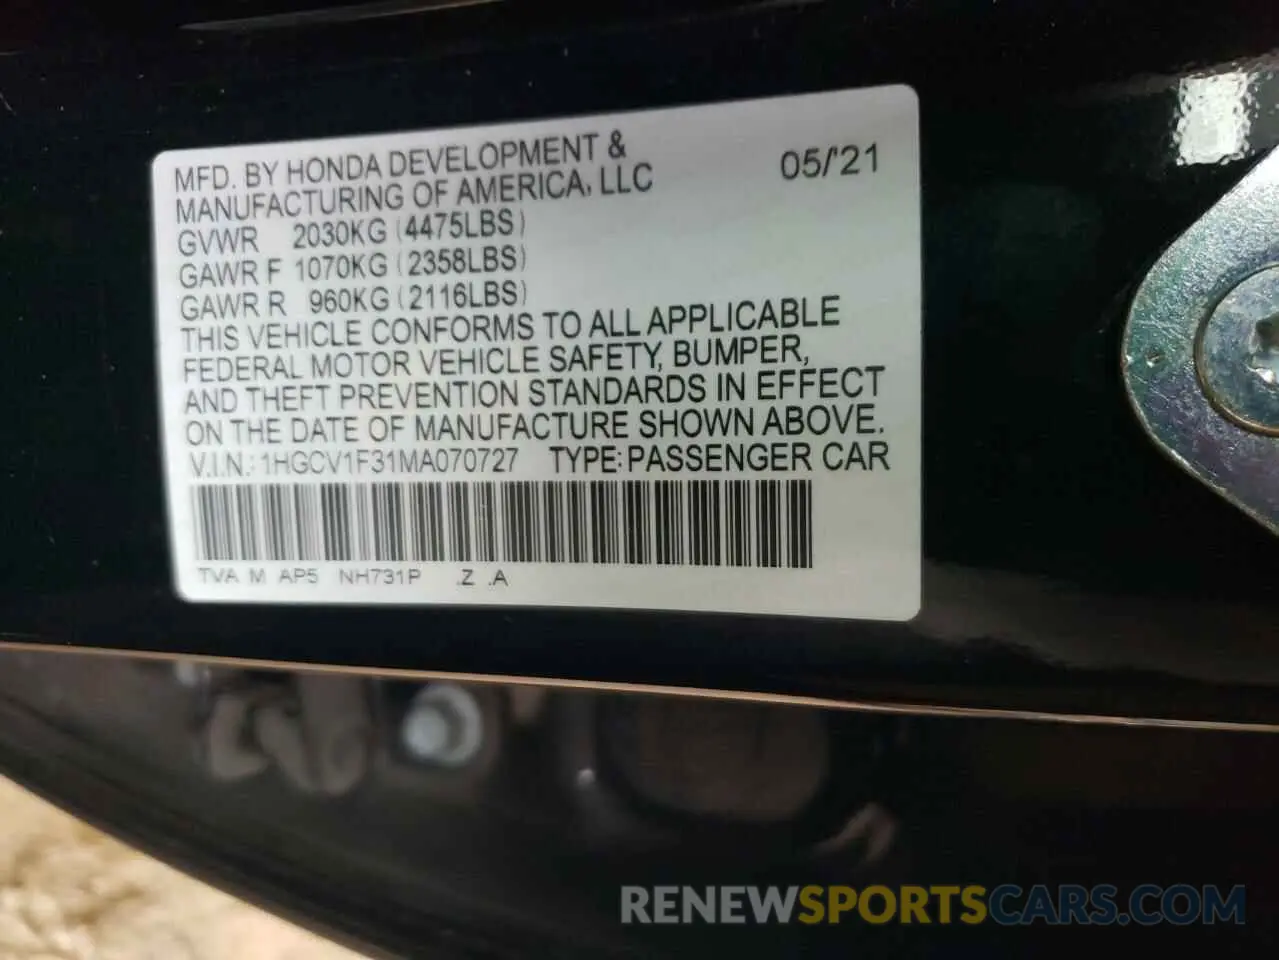 MFD. BY HONDA DEVELOPMENT & 05/'21
MANUFACTURING OF AMERICA, LLC
GVWR 2030KG (4475LBS)
GAWR F 1070KG (2358LBS)
GAWR R 960KG (2116LBS)
THIS VEHICLE CONFORMS TO ALL APPLICABLE
FEDERAL MOTOR VEHICLE SAFETY, BUMPER,
AND THEFT PREVENTION STANDARDS IN EFFECT
ON THE DATE OF MANUFACTURE SHOWN ABOVE.
V.I.N.: 1HGCV1F31MA070727 TYPE: PASSENGER CAR
TVA M AP5 NH731P .Z .A
RENEWSPORTSCARS.COM